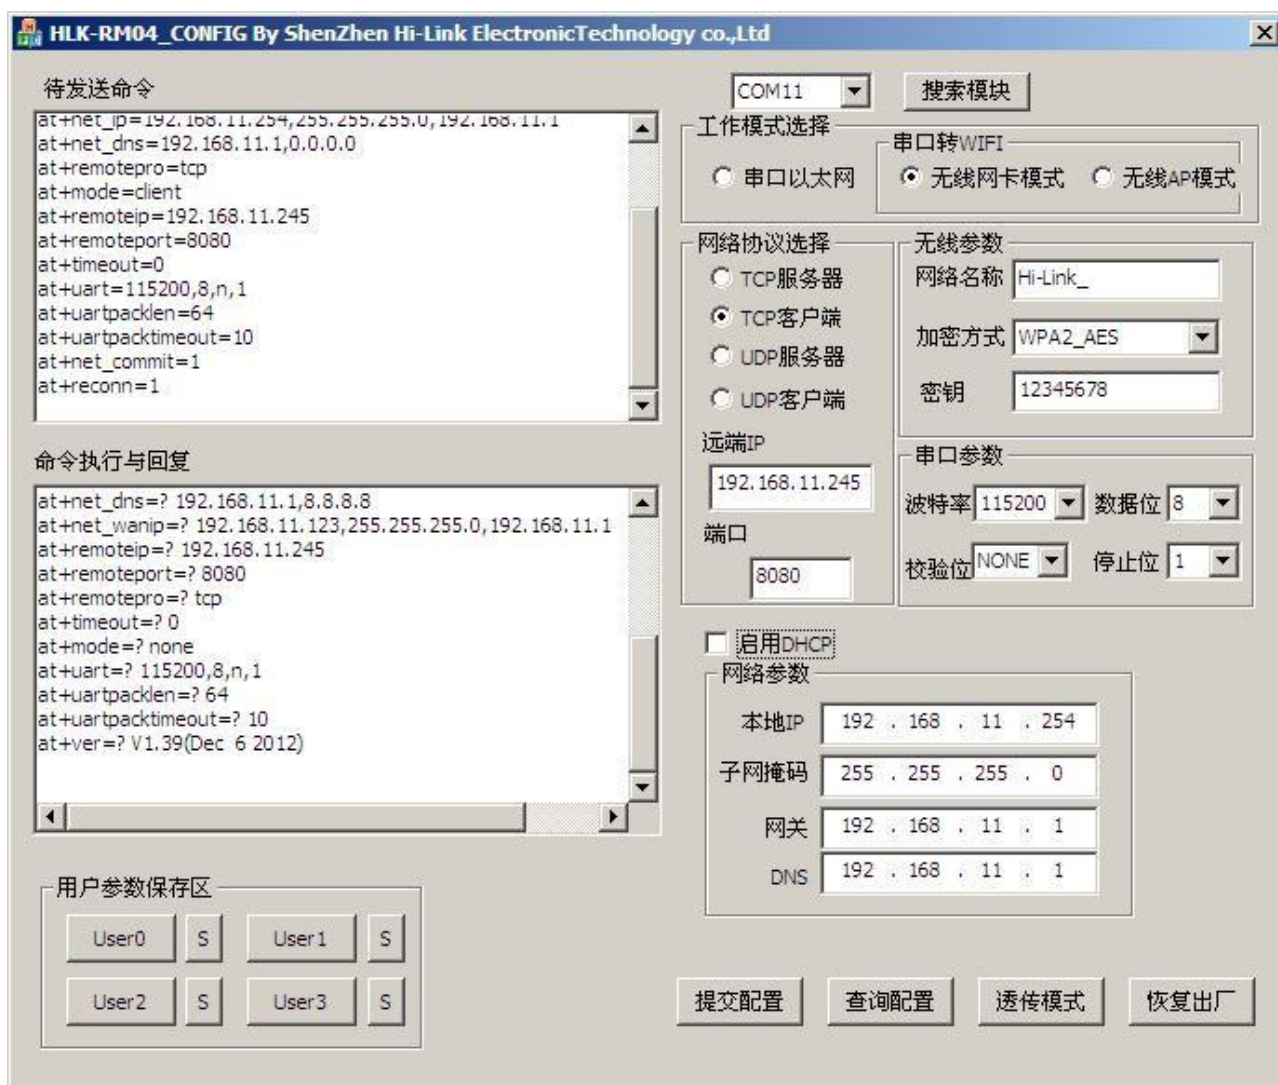 HLK-RM04_CONFIG By ShenZhen Hi-Link ElectronicTechnology co.,Ltd
待发送命令
at+net_ip=192.168.11.254,255.255.255.0,192.168.11.1
at+net_dns=192.168.11.1,0.0.0.0
at+remotepro=tcp
at+mode=client
at+remoteip=192.168.11.245
at+remoteport=8080
at+timeout=0
at+uart=115200,8,n,1
at+uartpacklen=64
at+uartpacktimeout=10
at+net_commit=1
at+reconn=1
命令执行与回复
at+net_dns=? 192.168.11.1,8.8.8.8
at+net_wanip=? 192.168.11.123,255.255.255.0,192.168.11.1
at+remoteip=? 192.168.11.245
at+remoteport=? 8080
at+remotepro=? tcp
at+timeout=? 0
at+mode=? none
at+uart=? 115200,8,n,1
at+uartpacklen=? 64
at+uartpacktimeout=? 10
at+ver=? V1.39(Dec  6 2012)
用户参数保存区
User0 S User1 S
User2 S User3 S
COM11 搜索模块
工作模式选择
串口以太网
串口转WIFI
无线网卡模式 无线AP模式
网络协议选择
TCP服务器
TCP客户端
UDP服务器
UDP客户端
远端IP
192.168.11.245
端口
8080
无线参数
网络名称 Hi-Link_
加密方式 WPA2_AES
密钥 12345678
串口参数
波特率 115200 数据位 8
校验位 NONE 停止位 1
启用DHCP
网络参数
本地IP 192 . 168 . 11 . 254
子网掩码 255 . 255 . 255 . 0
网关 192 . 168 . 11 . 1
DNS 192 . 168 . 11 . 1
提交配置 查询配置 透传模式 恢复出厂